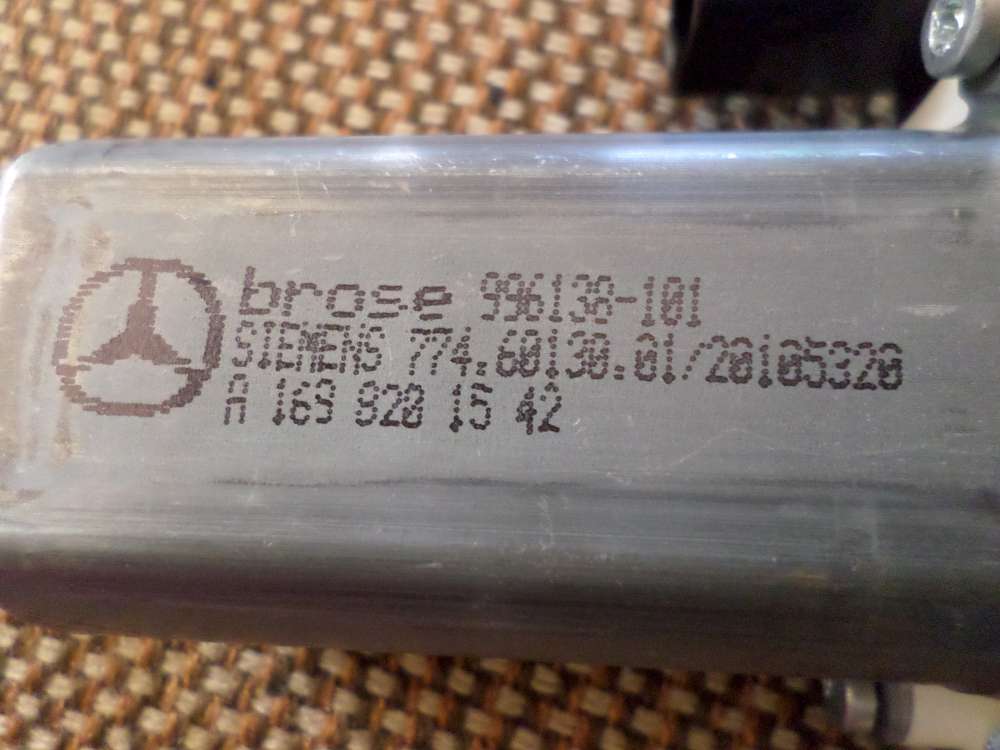 brose 996138-101
SIEMENS 774.60130.01/20105320
A 163 820 15 42